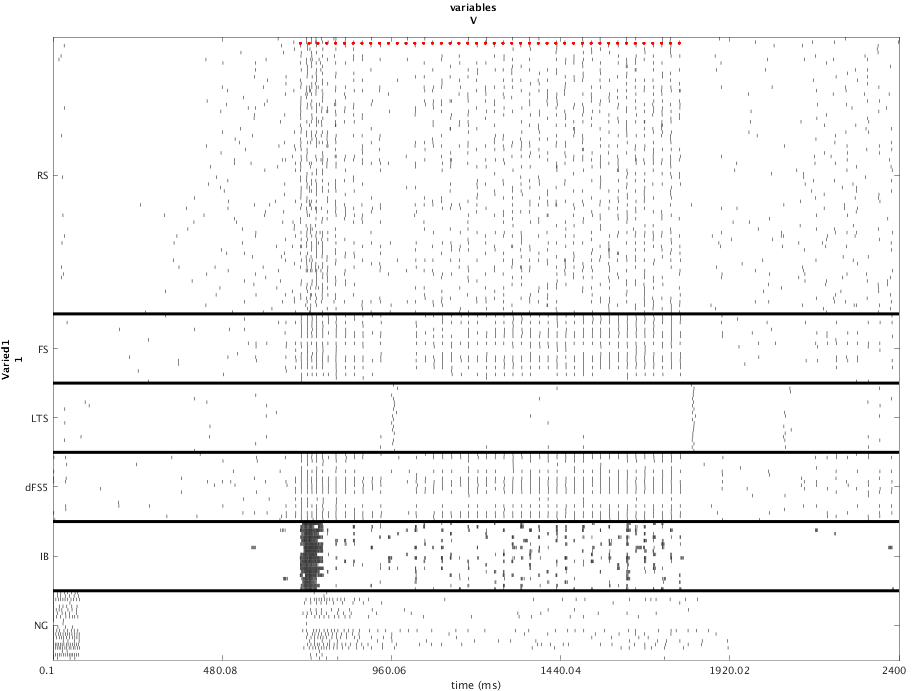 variables
V
RS
FS
LTS
dFS5
IB
NG
Varied1
1
0.1 480.08 960.06 1440.04 1920.02 2400
time (ms)